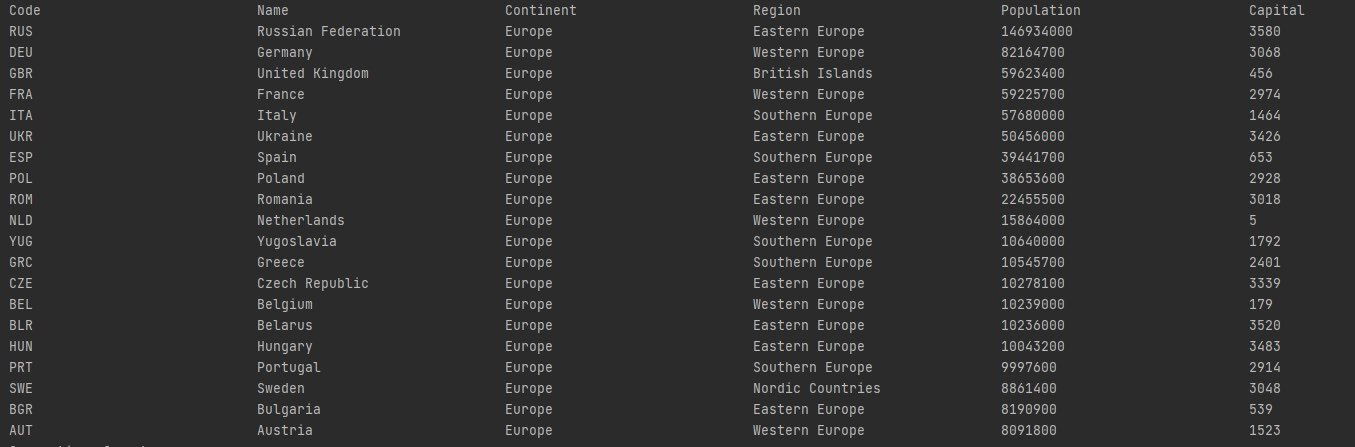 Code Name Continent Region Population Capital
RUS Russian Federation Europe Eastern Europe 146934000 3580
DEU Germany Europe Western Europe 82164700 3068
GBR United Kingdom Europe British Islands 59623400 456
FRA France Europe Western Europe 59225700 2974
ITA Italy Europe Southern Europe 57680000 1464
UKR Ukraine Europe Eastern Europe 50456000 3426
ESP Spain Europe Southern Europe 39441700 653
POL Poland Europe Eastern Europe 38653600 2928
ROM Romania Europe Eastern Europe 22455500 3018
NLD Netherlands Europe Western Europe 15864000 5
YUG Yugoslavia Europe Southern Europe 10640000 1792
GRC Greece Europe Southern Europe 10545700 2401
CZE Czech Republic Europe Eastern Europe 10278100 3339
BEL Belgium Europe Western Europe 10239000 179
BLR Belarus Europe Eastern Europe 10236000 3520
HUN Hungary Europe Eastern Europe 10043200 3483
PRT Portugal Europe Southern Europe 9997600 2914
SWE Sweden Europe Nordic Countries 8861400 3048
BGR Bulgaria Europe Eastern Europe 8190900 539
AUT Austria Europe Western Europe 8091800 1523